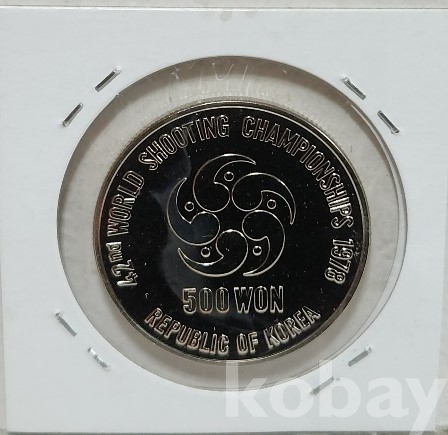 42nd WORLD SHOOTING CHAMPIONSHIPS 1978
500 WON
REPUBLIC OF KOREA
kobay